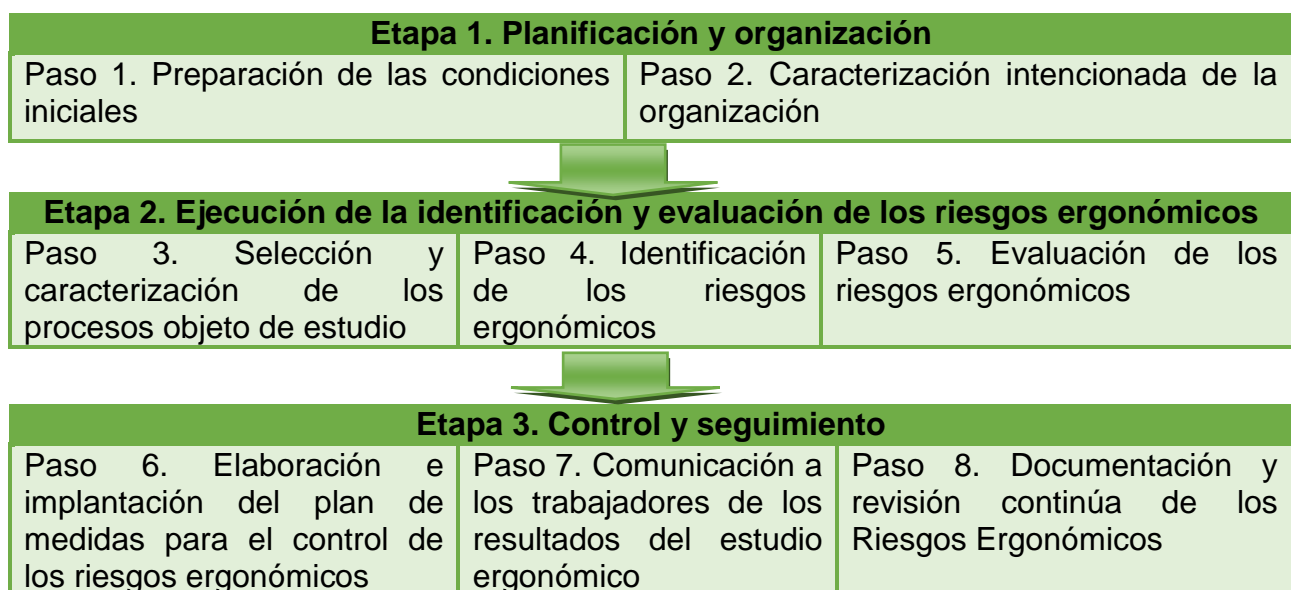 Etapa 1. Planificación y organización
Paso 1. Preparación de las condiciones
iniciales
Paso 2. Caracterización intencionada de la
organización
Etapa 2. Ejecución de la identificación y evaluación de los riesgos ergonómicos
Paso 3. Selección y
caracterización de los
procesos objeto de estudio
Paso 4. Identificación
de los riesgos
ergonómicos
Paso 5. Evaluación de los
riesgos ergonómicos
Etapa 3. Control y seguimiento
Paso 6. Elaboración e
implantación del plan de
medidas para el control de
los riesgos ergonómicos
Paso 7. Comunicación a
los trabajadores de los
resultados del estudio
ergonómico
Paso 8. Documentación y
revisión continúa de los
Riesgos Ergonómicos